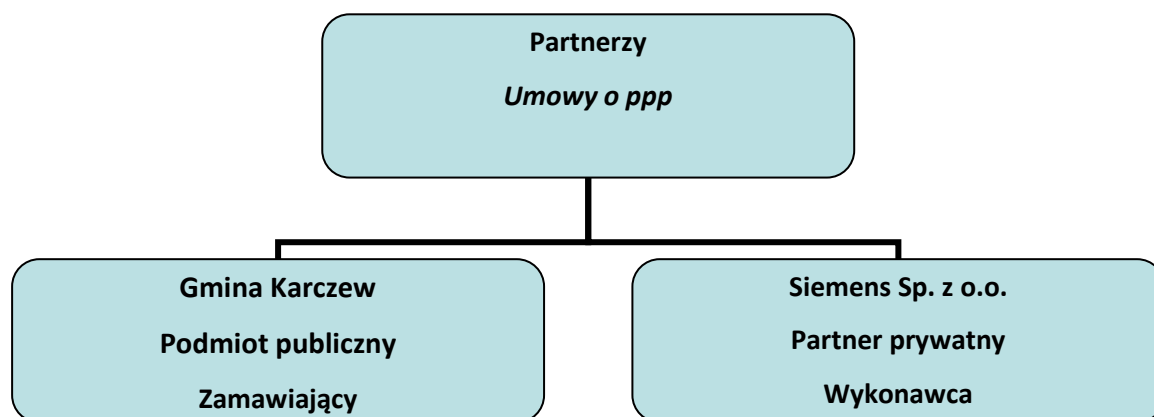 Partnerzy
Umowy o ppp
Gmina Karczew
Podmiot publiczny
Zamawiający
Siemens Sp. z o.o.
Partner prywatny
Wykonawca